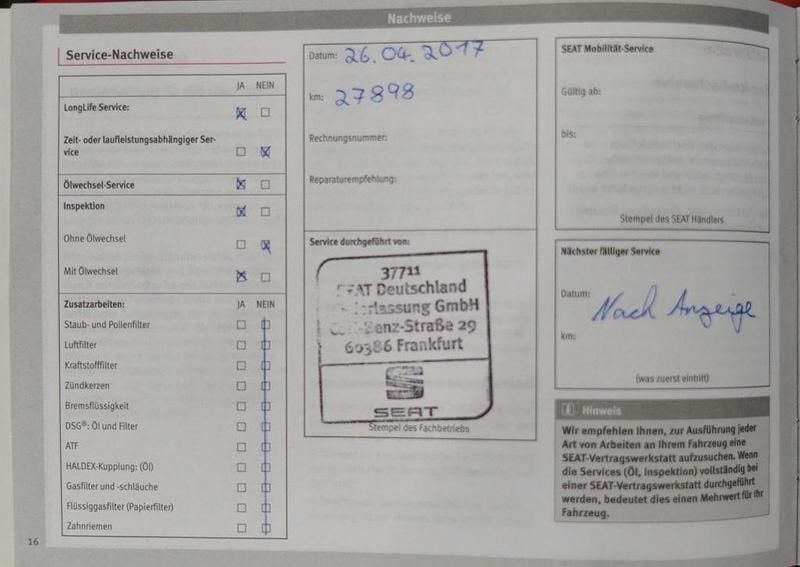 Nachweise
Service-Nachweise
JA NEIN
LongLife Service:
Zeit- oder laufleistungsabhängiger Ser-
vice
Ölwechsel-Service
Inspektion
Ohne Ölwechsel
Mit Ölwechsel
Zusatzarbeiten: JA NEIN
Staub- und Pollenfilter
Luftfilter
Kraftstofffilter
Zündkerzen
Bremsflüssigkeit
DSG®: Öl und Filter
ATF
HALDEX-Kupplung: (Öl)
Gasfilter und -schläuche
Flüssiggasfilter (Papierfilter)
Zahnriemen
16
Datum: 26.04.2017
km: 27898
Rechnungsnummer:
Reparaturempfehlung:
Service durchgeführt von:
37711
Deutschland
GmbH
Straße 29
60386 Frankfurt
SEAT
Stempel des Fachbetriebs
SEAT Mobilität-Service
Gültig ab:
bis:
Stempel des SEAT Händlers
Nächster fälliger Service
Datum: Nach Anzeige
km:
(was zuerst eintritt)
Hinweis
Wir empfehlen Ihnen, zur Ausführung jeder
Art von Arbeiten an Ihrem Fahrzeug eine
SEAT-Vertragswerkstatt aufzusuchen. Wenn
die Services (Öl, Inspektion) vollständig bei
einer SEAT-Vertragswerkstatt durchgeführt
werden, bedeutet dies einen Mehrwert für Ihr
Fahrzeug.